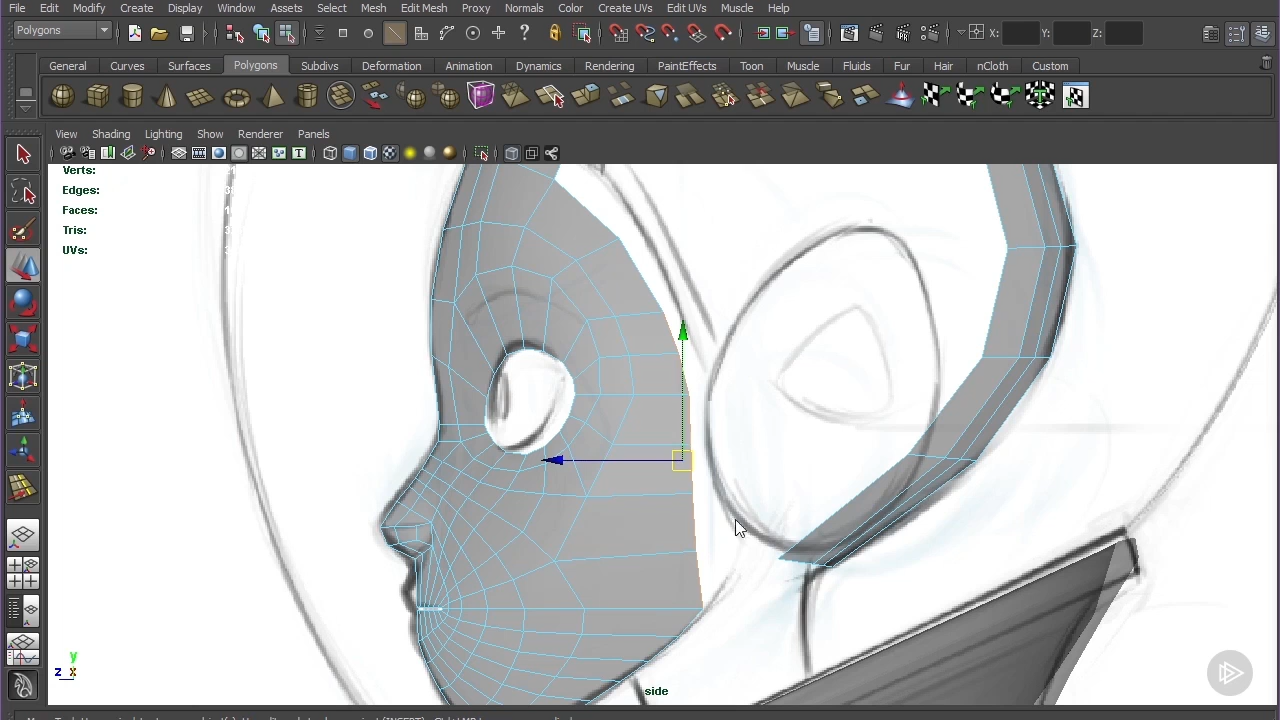 File Edit Modify Create Display Window Assets Select Mesh Edit Mesh Proxy Normals Color Create UVs Edit UVs Muscle Help
Polygons X: Y: Z:
General Curves Surfaces Polygons Subdivs Deformation Animation Dynamics Rendering PaintEffects Toon Muscle Fluids Fur Hair nCloth Custom
View Shading Lighting Show Renderer Panels
Verts:
Edges:
Faces:
Tris:
UVs:
y
z x
side